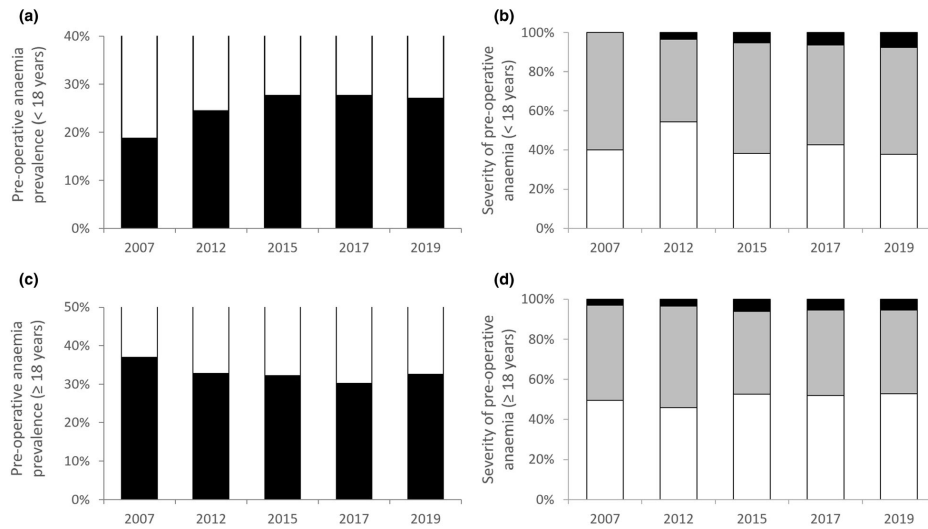 (a)
Pre-operative anaemia
prevalence (< 18 years)
40%
30%
20%
10%
0%
2007 2012 2015 2017 2019
(b)
Severity of pre-operative
anaemia (< 18 years)
100%
80%
60%
40%
20%
0%
2007 2012 2015 2017 2019
(c)
Pre-operative anaemia
prevalence (≥ 18 years)
50%
40%
30%
20%
10%
0%
2007 2012 2015 2017 2019
(d)
Severity of pre-operative
anaemia (≥ 18 years)
100%
80%
60%
40%
20%
0%
2007 2012 2015 2017 2019